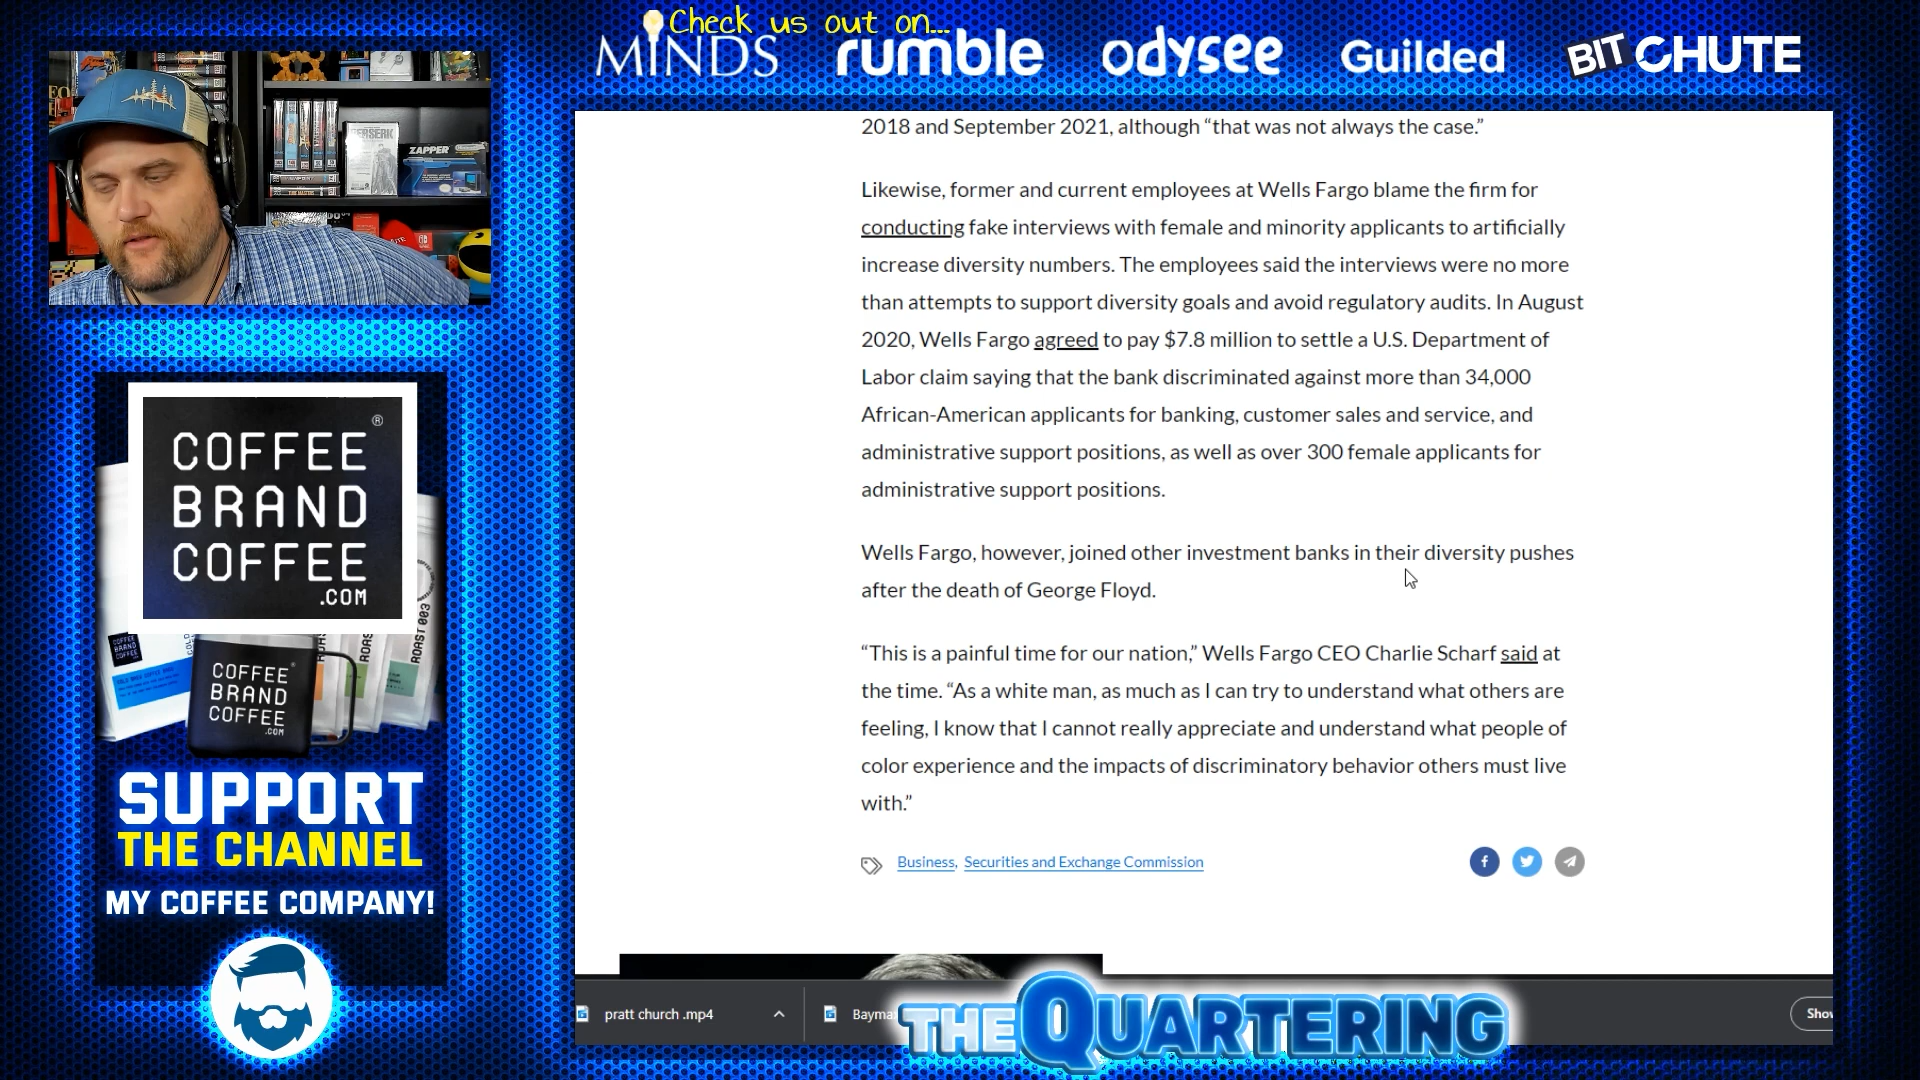 Check us out on...
MINDS
rumble
odysee
Guilded
BITCHUTE
BERSERK
ZAPPER
COFFEE
BRAND
COFFEE
.COM
®
COFFEE
BRAND
COFFEE
.COM
ROAST 003
SUPPORT
THE CHANNEL
MY COFFEE COMPANY!
2018 and September 2021, although “that was not always the case.”
Likewise, former and current employees at Wells Fargo blame the firm for
conducting fake interviews with female and minority applicants to artificially
increase diversity numbers. The employees said the interviews were no more
than attempts to support diversity goals and avoid regulatory audits. In August
2020, Wells Fargo agreed to pay $7.8 million to settle a U.S. Department of
Labor claim saying that the bank discriminated against more than 34,000
African-American applicants for banking, customer sales and service, and
administrative support positions, as well as over 300 female applicants for
administrative support positions.
Wells Fargo, however, joined other investment banks in their diversity pushes
after the death of George Floyd.
“This is a painful time for our nation,” Wells Fargo CEO Charlie Scharf said at
the time. “As a white man, as much as I can try to understand what others are
feeling, I know that I cannot really appreciate and understand what people of
color experience and the impacts of discriminatory behavior others must live
with.”
Business, Securities and Exchange Commission
pratt church .mp4
Bayma
Show
THE QUARTERING